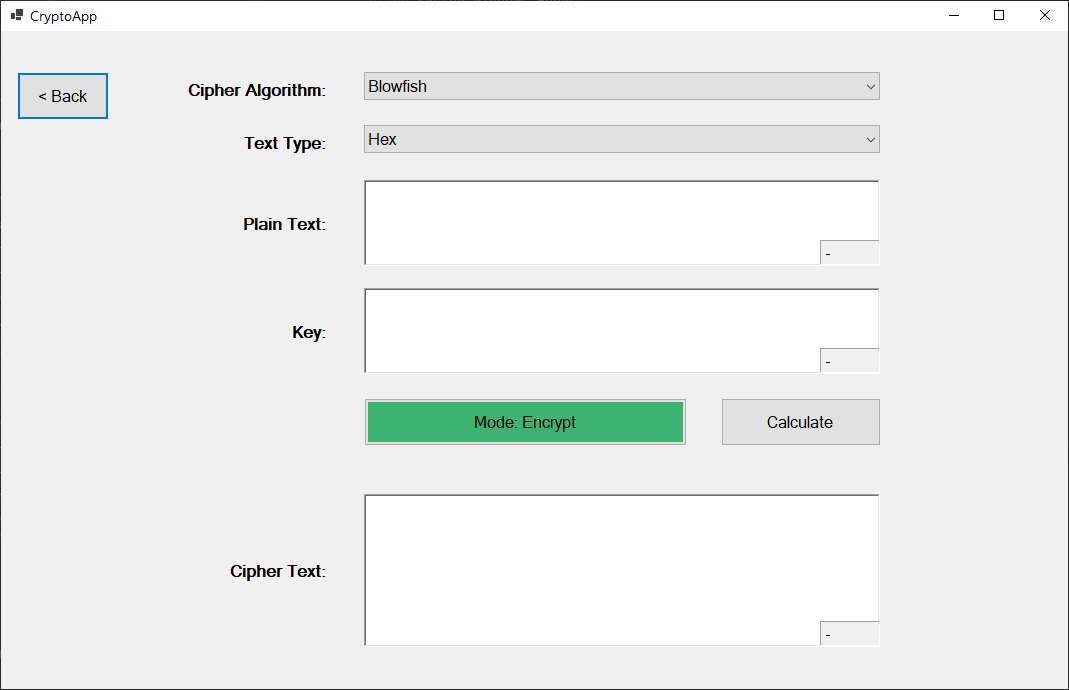 CryptoApp
< Back
Cipher Algorithm:
Blowfish
Text Type:
Hex
Plain Text:
-
Key:
-
Mode: Encrypt
Calculate
Cipher Text:
-